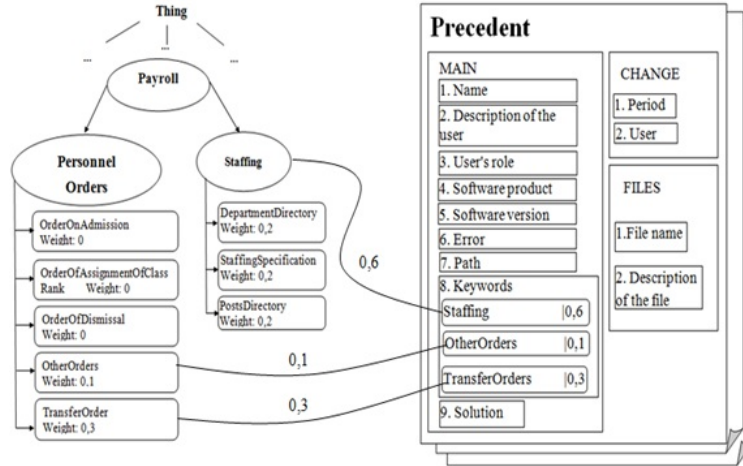 Thing
...
...
...
Payroll
Personnel
Orders
Staffing
OrderOnAdmission
Weight: 0
OrderOfAssignmentOfClass
Rank Weight: 0
OrderOfDismissal
Weight: 0
OtherOrders
Weight: 0.1
TransferOrder
Weight: 0,3
DepartmentDirectory
Weight: 0,2
StaffingSpecification
Weight: 0,2
PostsDirectory
Weight: 0,2
0,6
0,1
0,3
Precedent
MAIN
1. Name
2. Description of the
user
3. User's role
4. Software product
5. Software version
6. Error
7. Path
8. Keywords
Staffing |0,6
OtherOrders |0,1
TransferOrders |0,3
9. Solution
CHANGE
1. Period
2. User
FILES
1.File name
2. Description
of the file